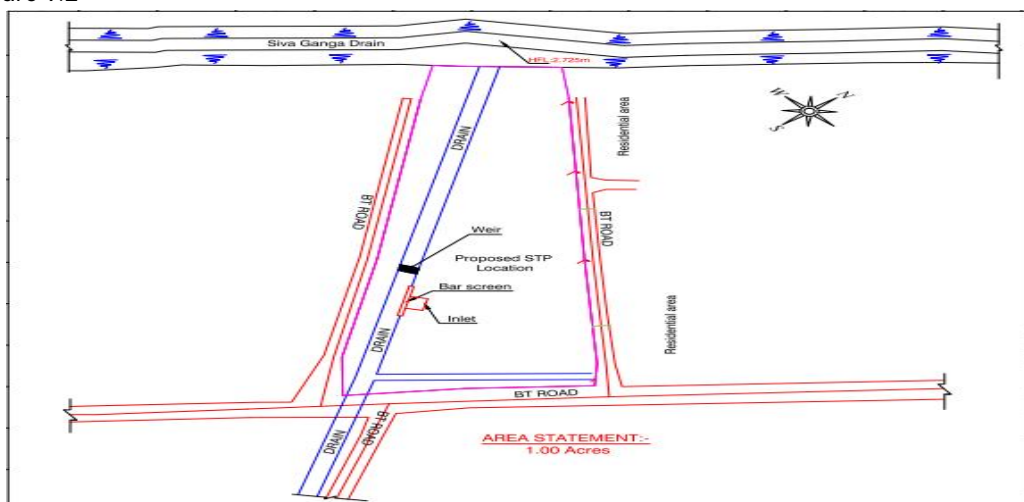 Siva Ganga Drain
HFL:2.725m
W
N
S
DRAIN
Residential area
BT ROAD
BT ROAD
Weir
Proposed STP
Location
Bar screen
Inlet
Residential area
DRAIN
BT ROAD
BT ROAD
DRAIN
AREA STATEMENT:-
1.00 Acres